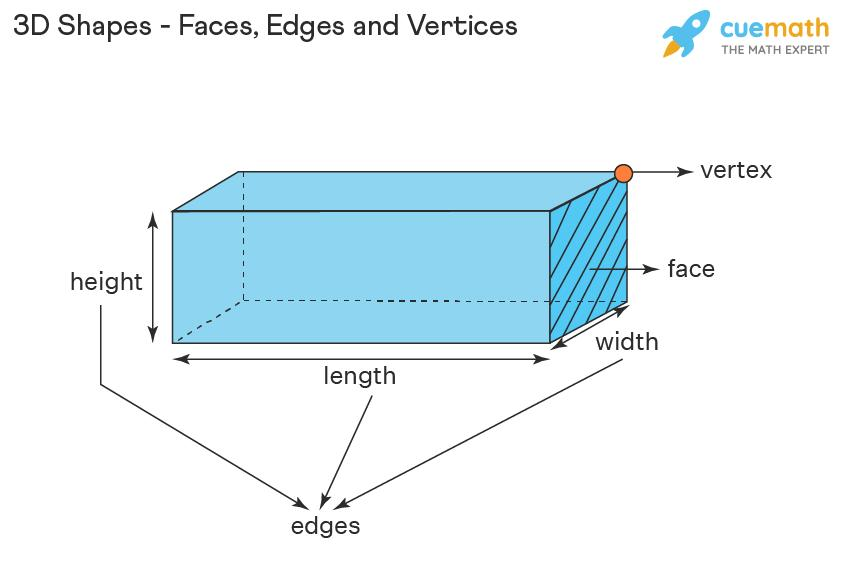 3D Shapes - Faces, Edges and Vertices
cuemath
THE MATH EXPERT
vertex
face
height
width
length
edges